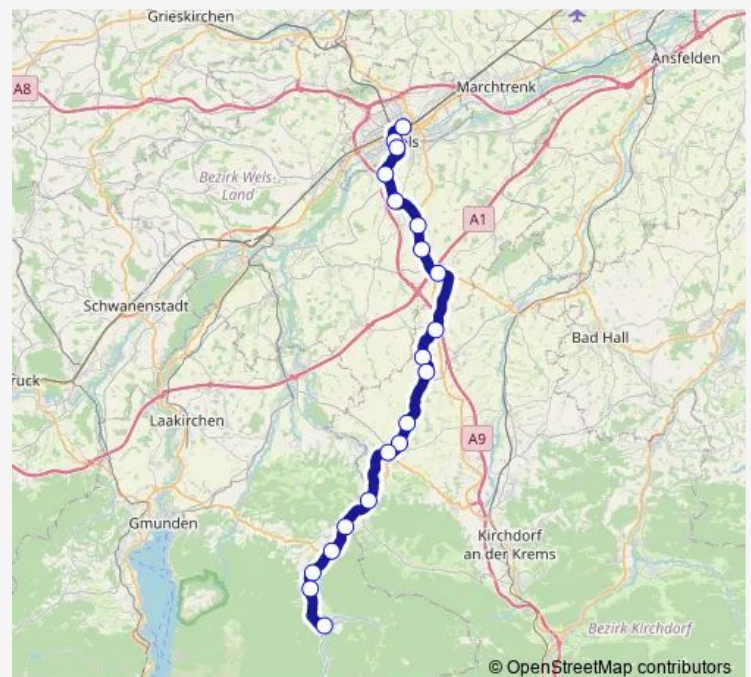 Grieskirchen
Ansfelden
Marchtrenk
A8
Bezirk Wels-
Land
A1
Schwanenstadt
Bad Hall
ruck
Laakirchen
A9
Gmunden
Kirchdorf
an der Krems
Bezirk Kirchdorf
© OpenStreetMap contributors